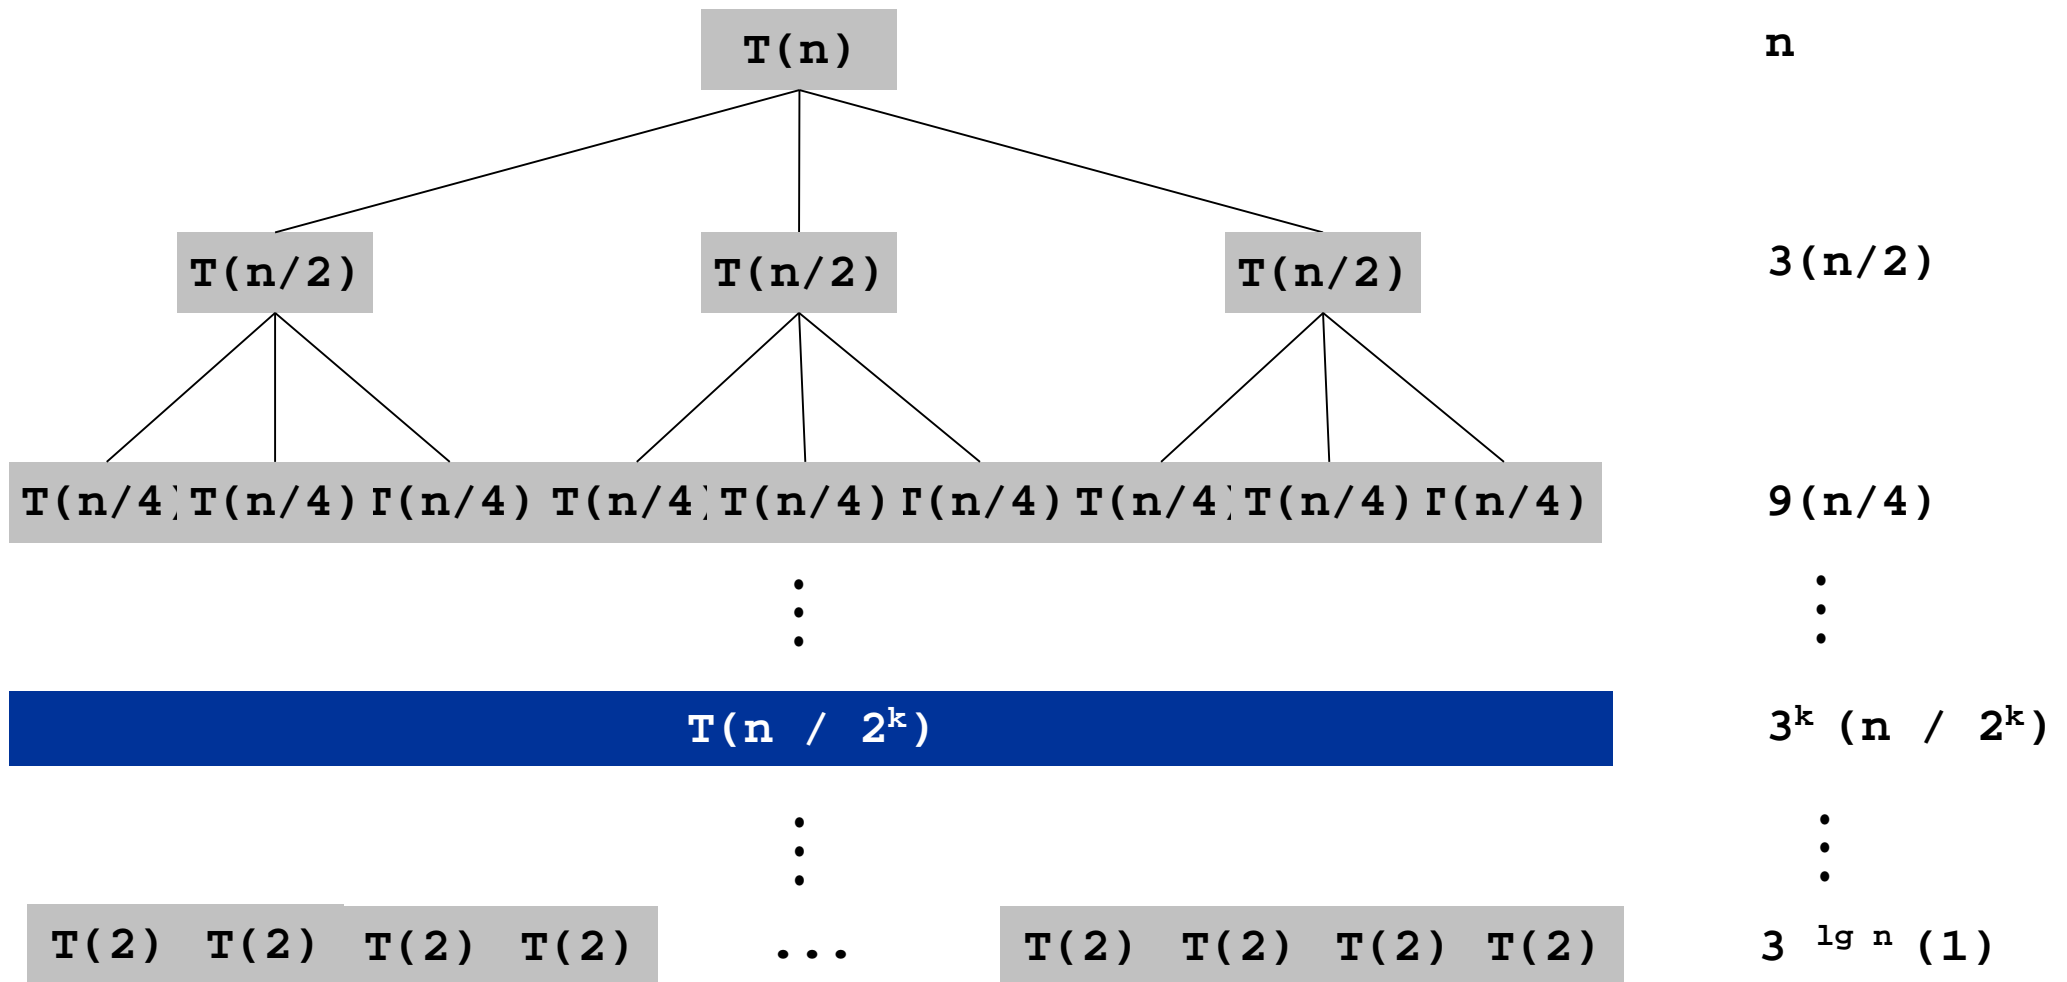 T(n) n
T(n/2) T(n/2) T(n/2) 3(n/2)
T(n/4) T(n/4) T(n/4) T(n/4) T(n/4) T(n/4) T(n/4) T(n/4) T(n/4) 9(n/4)
T(n / 2ᵏ) 3ᵏ (n / 2ᵏ)
T(2) T(2) T(2) T(2) ... T(2) T(2) T(2) T(2) 3 ˡᵍ ⁿ (1)